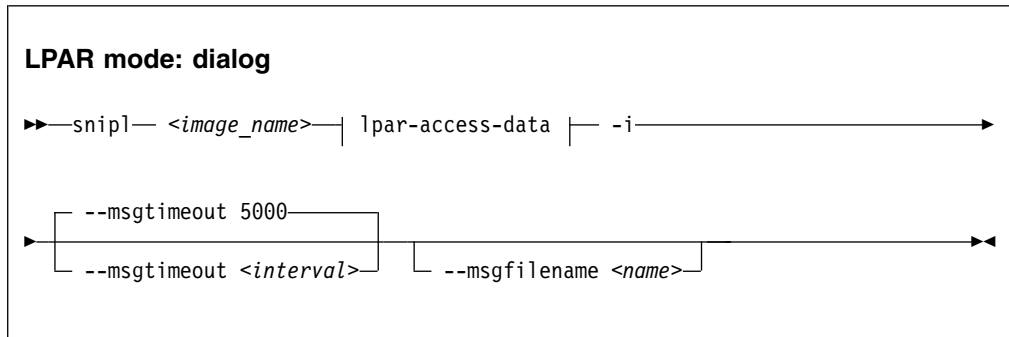 LPAR mode: dialog
snipl <image_name> lpar-access-data -i
--msgtimeout 5000
--msgtimeout <interval> --msgfilename <name>